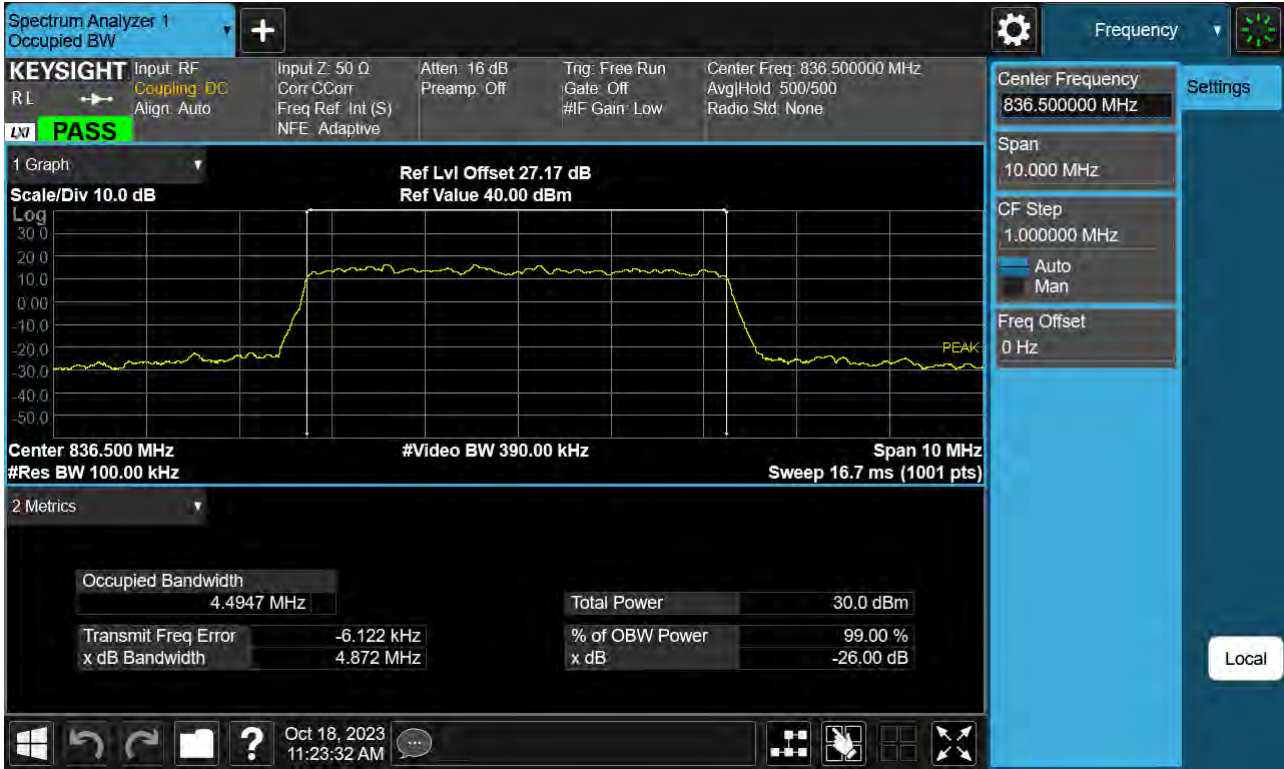 Spectrum Analyzer 1
Occupied BW
+
Frequency
KEYSIGHT
RL
LXI PASS
Input: RF
Coupling: DC
Align: Auto
Input Z: 50 Ω
Corr CCorr
Freq Ref: Int (S)
NFE: Adaptive
Atten: 16 dB
Preamp: Off
Trig: Free Run
Gate: Off
#IF Gain: Low
Center Freq: 836.500000 MHz
Avg|Hold: 500/500
Radio Std: None
Center Frequency
836.500000 MHz
Settings
Span
10.000 MHz
CF Step
1.000000 MHz
Auto
Man
Freq Offset
0 Hz
Local
1 Graph
Scale/Div 10.0 dB
Ref Lvl Offset 27.17 dB
Ref Value 40.00 dBm
Log
30.0
20.0
10.0
0.00
-10.0
-20.0
-30.0
-40.0
-50.0
PEAK
Center 836.500 MHz
#Video BW 390.00 kHz
Span 10 MHz
#Res BW 100.00 kHz
Sweep 16.7 ms (1001 pts)
2 Metrics
Occupied Bandwidth
4.4947 MHz
Total Power 30.0 dBm
Transmit Freq Error -6.122 kHz
% of OBW Power 99.00 %
x dB Bandwidth 4.872 MHz
x dB -26.00 dB
?
Oct 18, 2023
11:23:32 AM